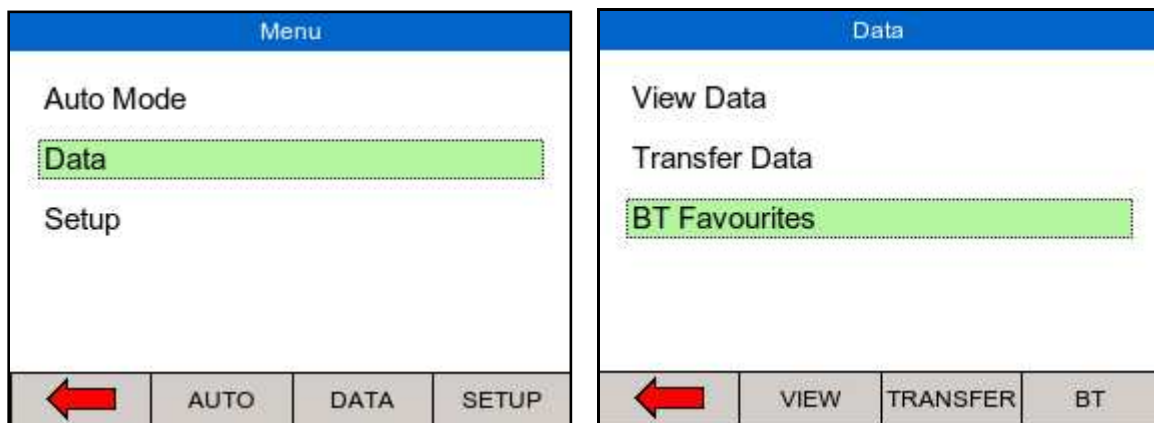 Menu
Auto Mode
Data
Setup
AUTO DATA SETUP
Data
View Data
Transfer Data
BT Favourites
VIEW TRANSFER BT